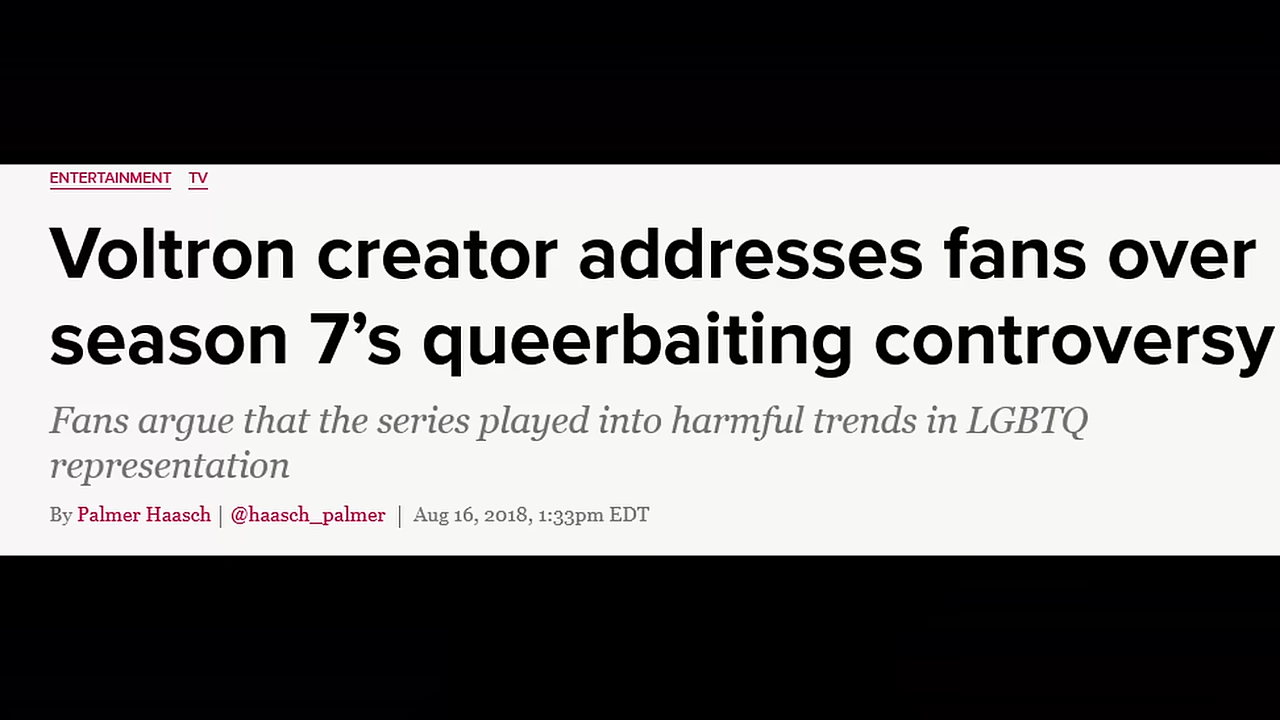 ENTERTAINMENT TV
Voltron creator addresses fans over
season 7’s queerbaiting controversy
Fans argue that the series played into harmful trends in LGBTQ
representation
By Palmer Haasch | @haasch_palmer | Aug 16, 2018, 1:33pm EDT